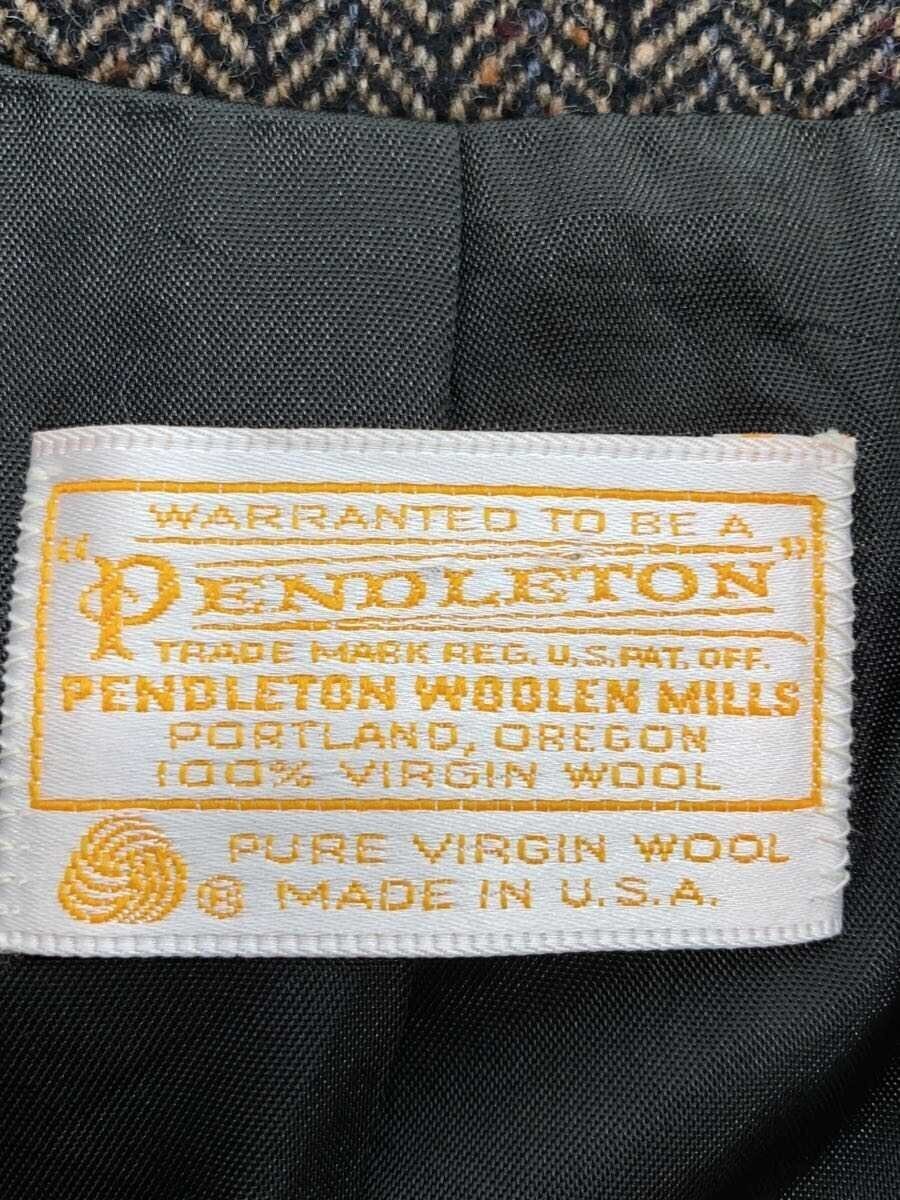 WARRANTED TO BE A
"PENDLETON"
TRADE MARK REG. U.S. PAT. OFF.
PENDLETON WOOLEN MILLS
PORTLAND, OREGON
100% VIRGIN WOOL
PURE VIRGIN WOOL
® MADE IN U.S.A.